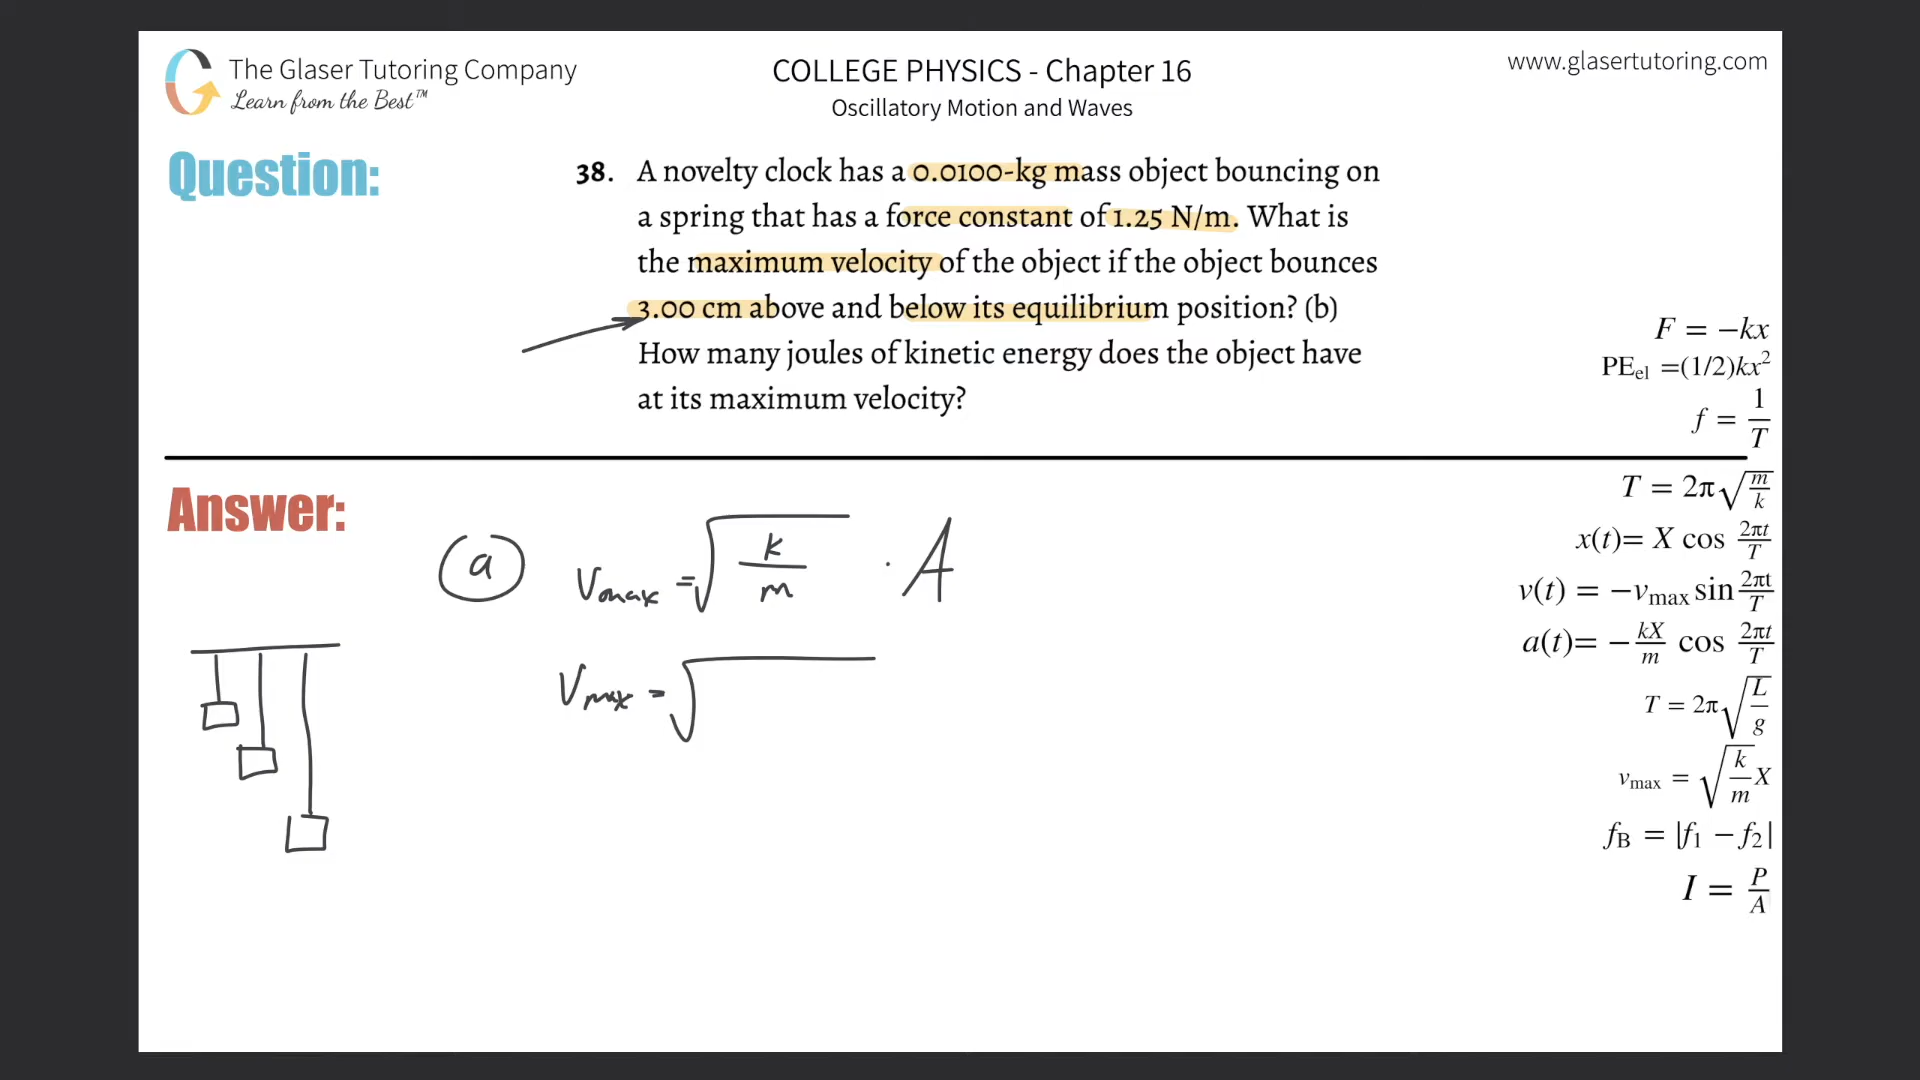 The Glaser Tutoring Company
Learn from the Best™
COLLEGE PHYSICS - Chapter 16
Oscillatory Motion and Waves
www.glasertutoring.com
Question:
38. A novelty clock has a 0.0100-kg mass object bouncing on
a spring that has a force constant of 1.25 N/m. What is
the maximum velocity of the object if the object bounces
3.00 cm above and below its equilibrium position? (b)
How many joules of kinetic energy does the object have
at its maximum velocity?
F = −kx
PEel =(1/2)kx²
f = 1/T
Answer:
(a) Vmax = √(k/m) · A
Vmax = √
T = 2π√(m/k)
x(t)= X cos 2πt/T
v(t) = −vmax sin 2πt/T
a(t)= − kX/m cos 2πt/T
T = 2π√(L/g)
vmax = √(k/m) X
fB = |f1 − f2|
I = P/A